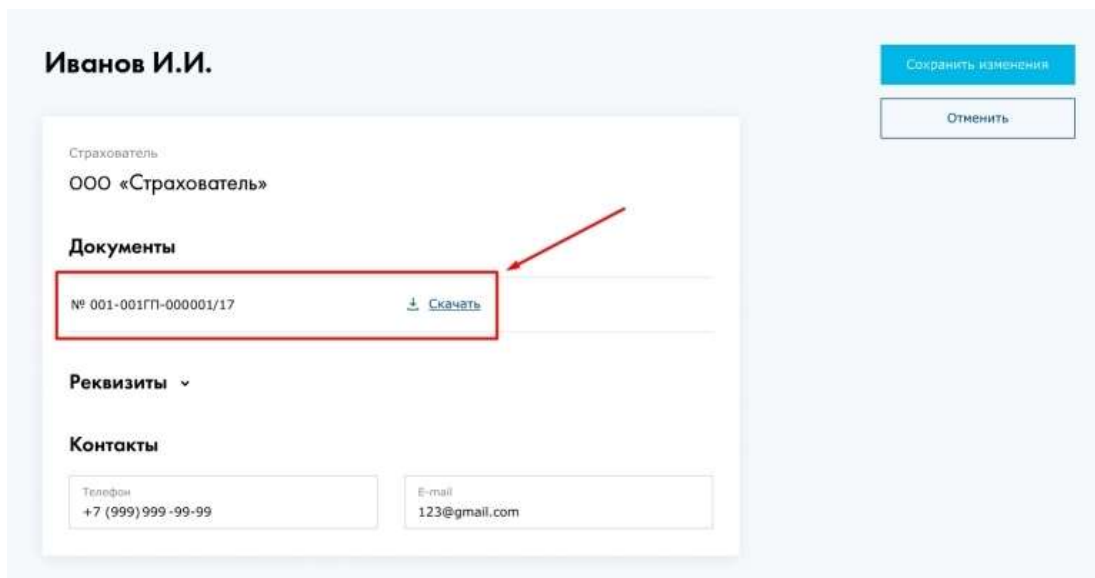 Иванов И.И.
Сохранить изменения
Отменить
Страхователь
ООО «Страхователь»
Документы
№ 001-001ГП-000001/17
Скачать
Реквизиты
Контакты
Телефон
+7 (999) 999 -99-99
E-mail
123@gmail.com